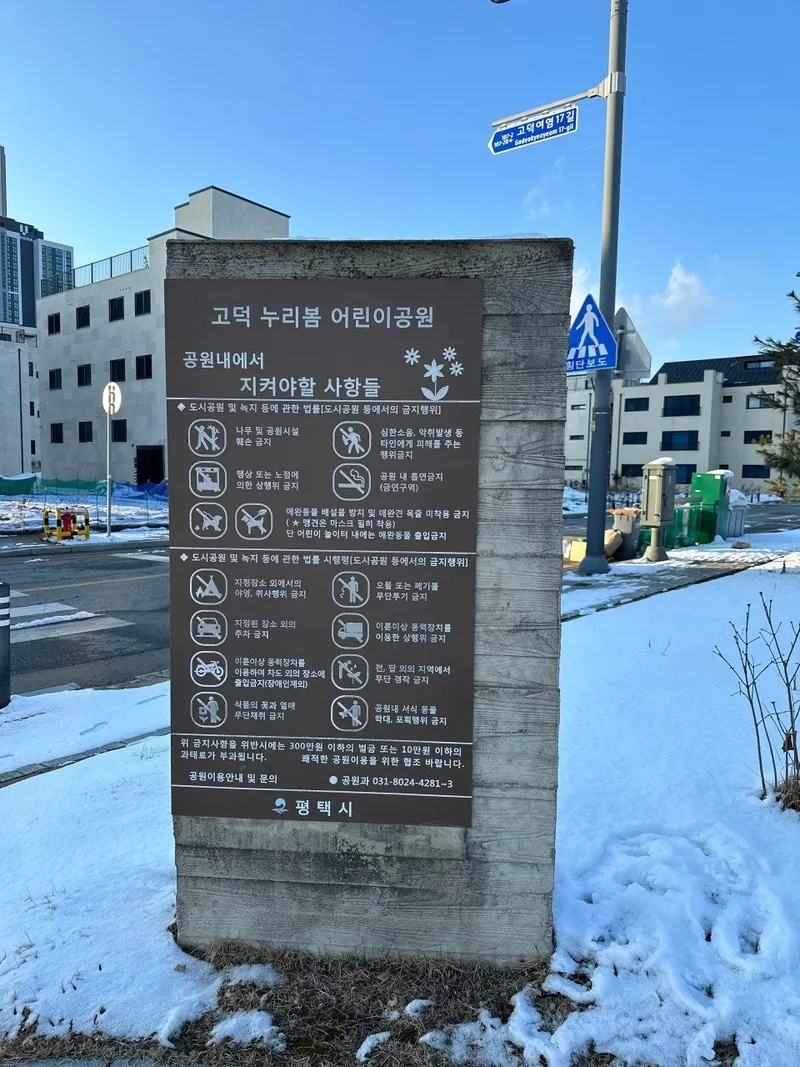 107-2
고덕여염 17길
Godeokyeoyeom 17-gil
횡단보도
고덕 누리봄 어린이공원
공원내에서
지켜야할 사항들
◆ 도시공원 및 녹지 등에 관한 법률[도시공원 등에서의 금지행위]
나무 및 공원시설
훼손 금지
심한소음, 악취발생 등
타인에게 피해를 주는
행위금지
행상 또는 노점에
의한 상행위 금지
공원 내 흡연금지
(금연구역)
애완동물 배설물 방치 및 애완견 목줄 미착용 금지
( ★ 맹견은 마스크 필히 착용)
단 어린이 놀이터 내에는 애완동물 출입금지
◆ 도시공원 및 녹지 등에 관한 법률 시행령[도시공원 등에서의 금지행위]
지정장소 외에서의
야영, 취사행위 금지
오물 또는 폐기물
무단투기 금지
지정된 장소 외의
주차 금지
이륜이상 동력장치를
이용한 상행위 금지
이륜이상 동력장치를
이용하여 차도 외의 장소에
출입금지(장애인제외)
전, 답 외의 지역에서
무단 경작 금지
식물의 꽃과 열매
무단채취 금지
공원내 서식 동물
학대, 포획행위 금지
위 금지사항을 위반시에는 300만원 이하의 벌금 또는 10만원 이하의
과태료가 부과됩니다. 쾌적한 공원이용을 위한 협조 바랍니다.
공원이용안내 및 문의 ● 공원과 031-8024-4281~3
평택시